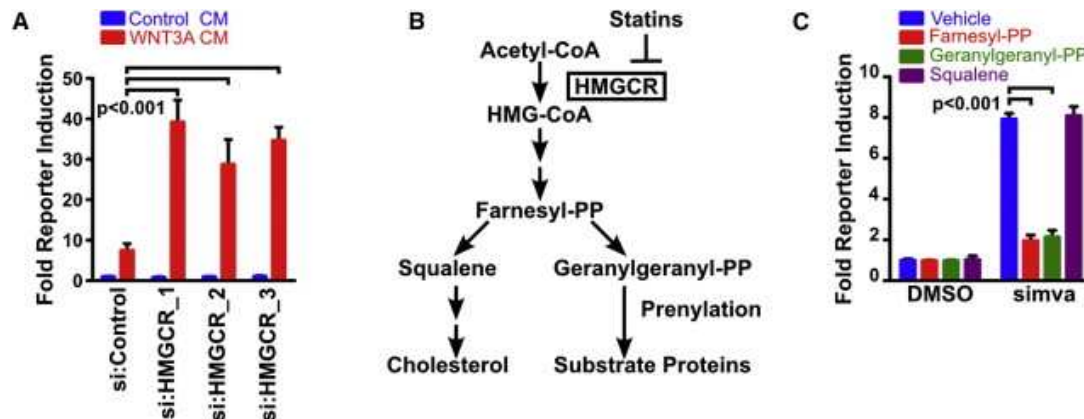 A
Control CM
WNT3A CM
Fold Reporter Induction
50
40
30
20
10
0
p<0.001
si:Control
si:HMGCR_1
si:HMGCR_2
si:HMGCR_3
B
Statins
Acetyl-CoA
HMGCR
HMG-CoA
Farnesyl-PP
Squalene
Geranylgeranyl-PP
Prenylation
Cholesterol
Substrate Proteins
C
Vehicle
Farnesyl-PP
Geranylgeranyl-PP
Squalene
Fold Reporter Induction
10
8
6
4
2
0
p<0.001
DMSO
simva